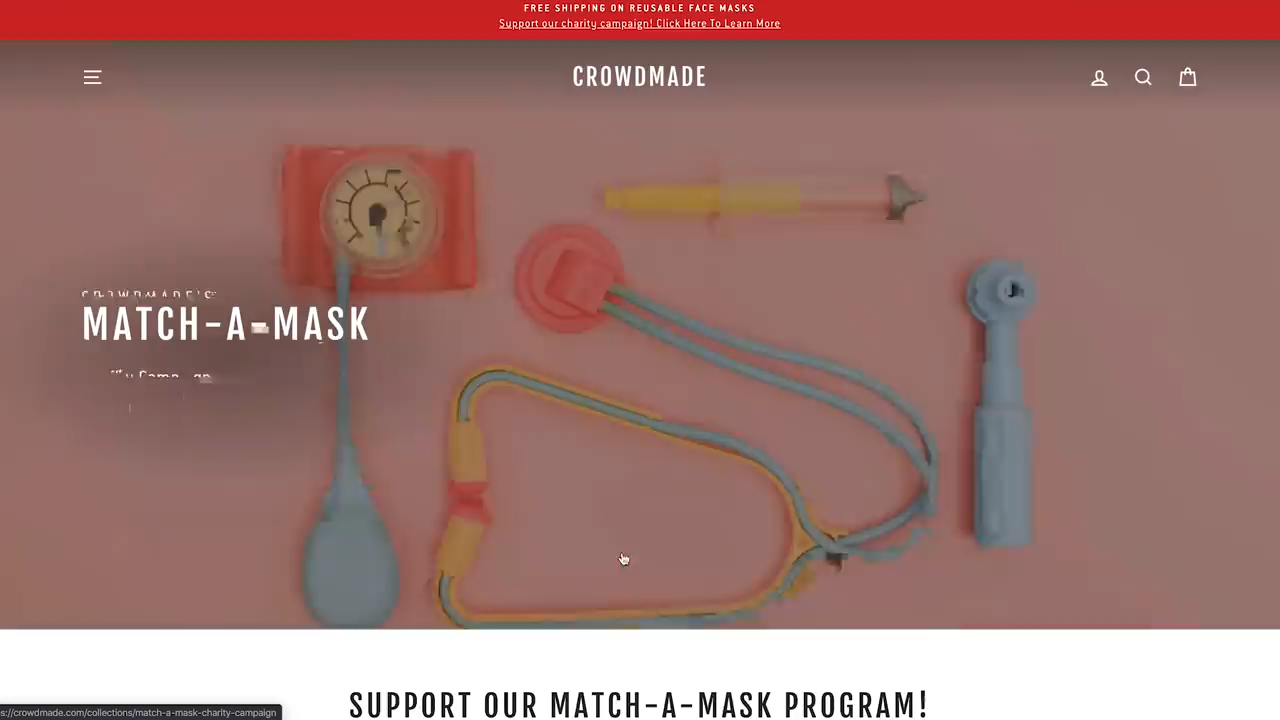 FREE SHIPPING ON REUSABLE FACE MASKS
Support our charity campaign! Click Here To Learn More
CROWDMADE
CROWDMADE'S
MATCH-A-MASK
SUPPORT OUR MATCH-A-MASK PROGRAM!
s://crowdmade.com/collections/match-a-mask-charity-campaign